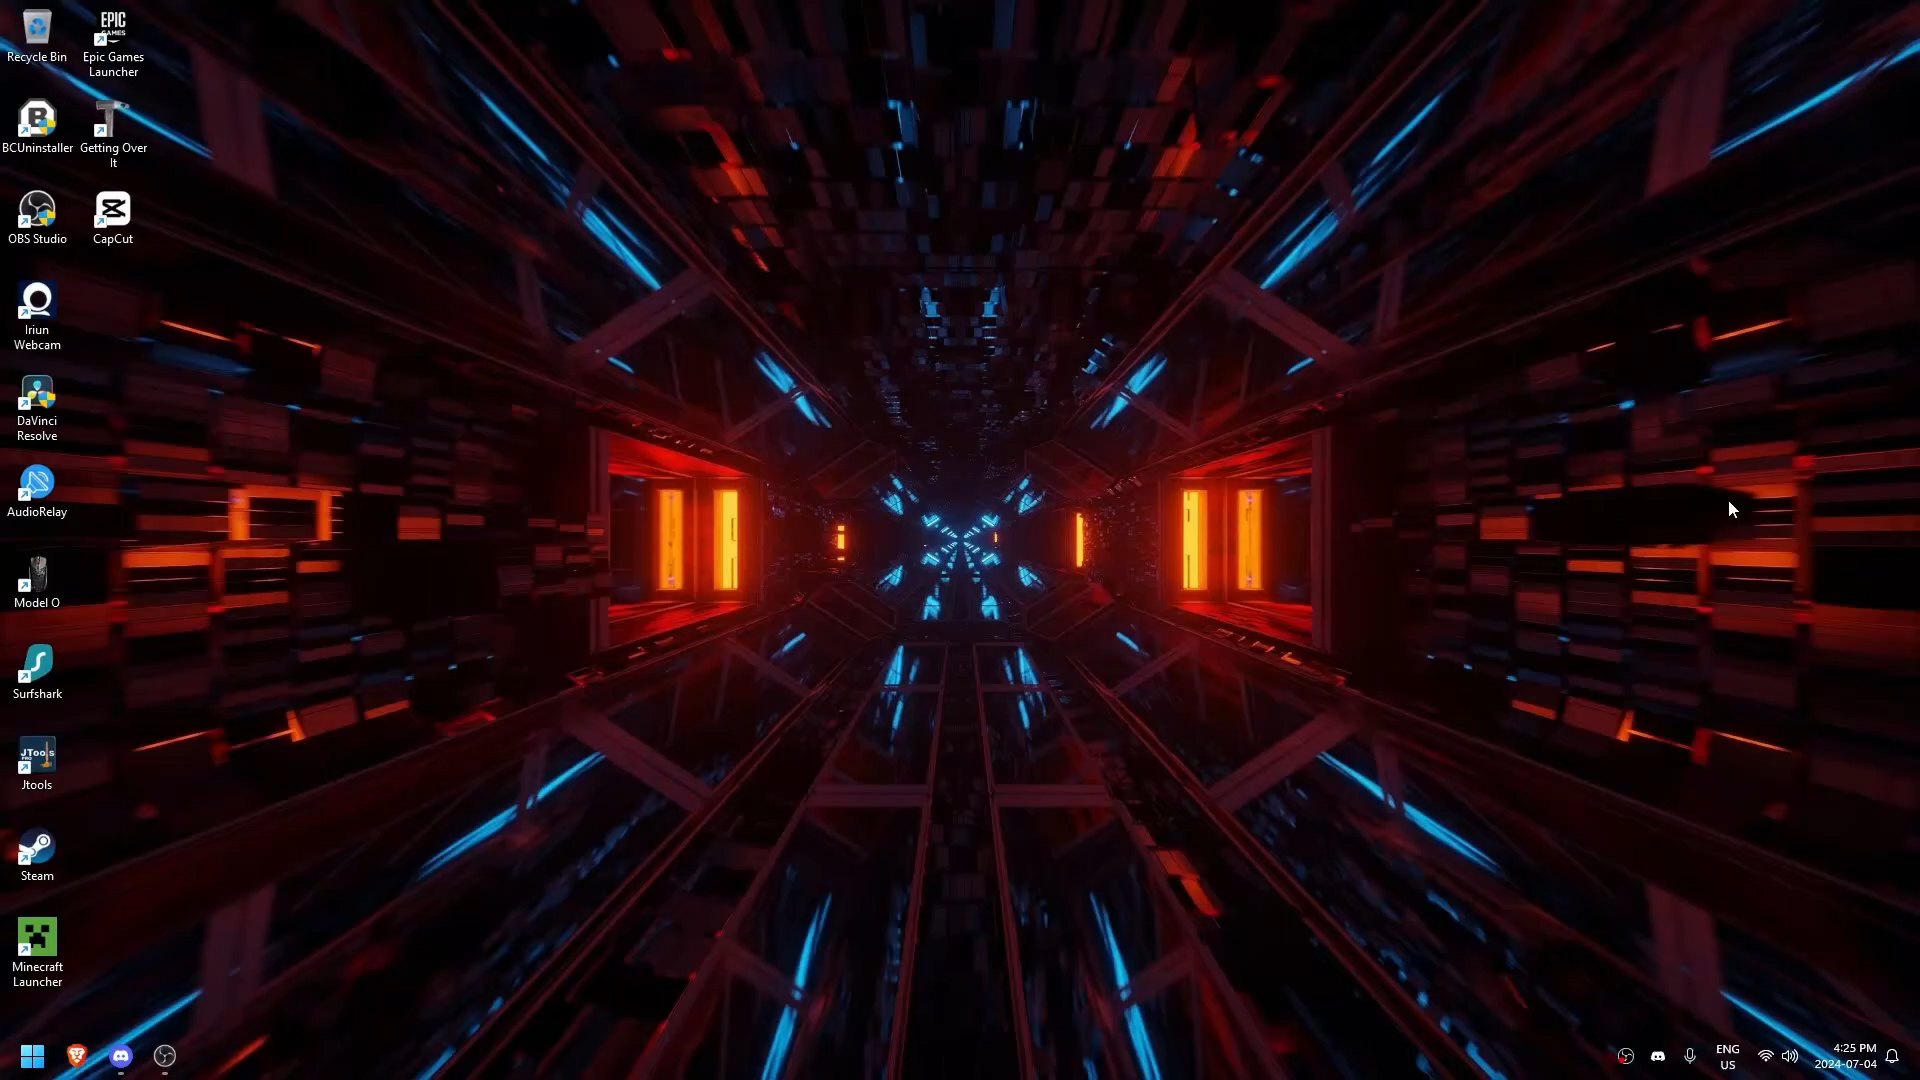 Recycle Bin
EPIC
GAMES
Epic Games
Launcher
B
BCUninstaller
Getting Over
It
OBS Studio
CapCut
Iriun
Webcam
DaVinci
Resolve
AudioRelay
Model O
Surfshark
JTools
PRO
Jtools
Steam
Minecraft
Launcher
ENG
US
4:25 PM
2024-07-04